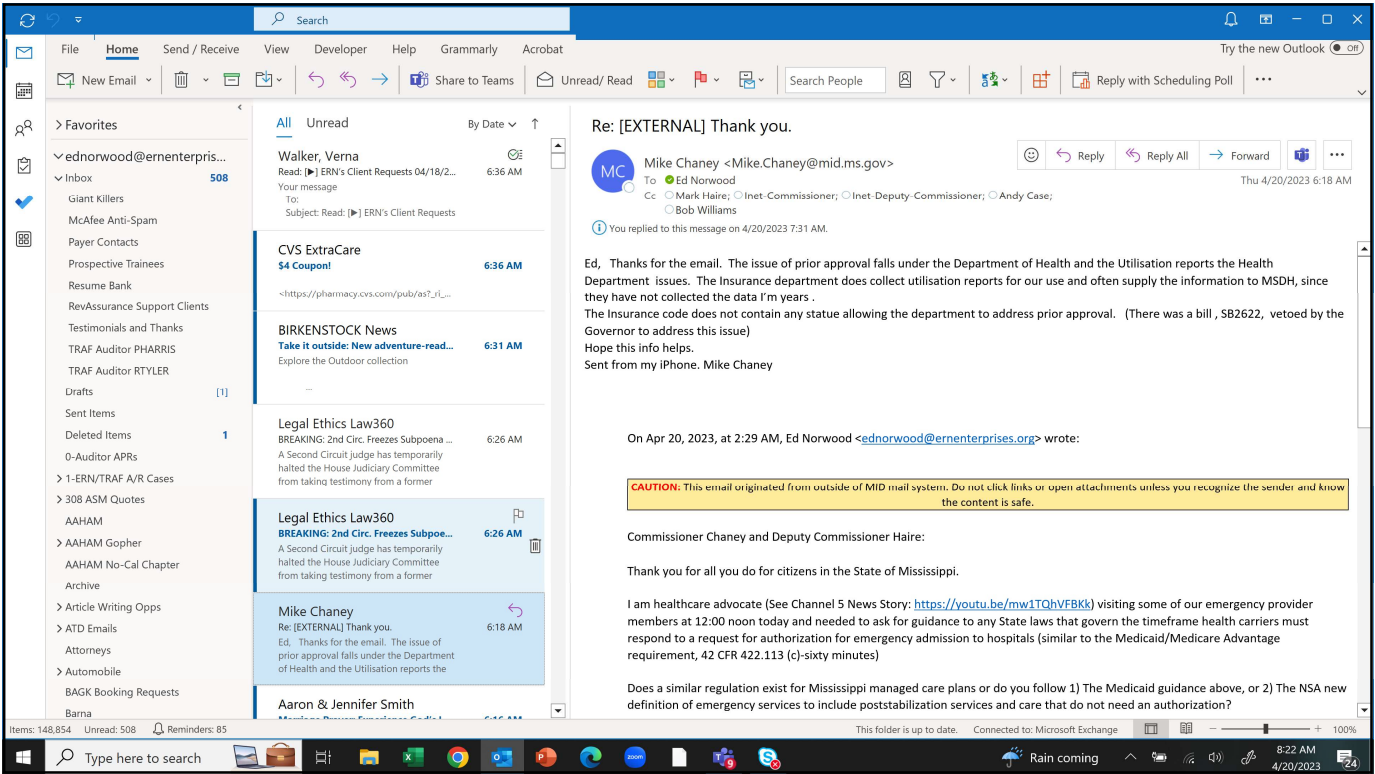 Search
File Home Send / Receive View Developer Help Grammarly Acrobat
Try the new Outlook Off
New Email
Share to Teams
Unread/ Read
Search People
Reply with Scheduling Poll
Favorites
ednorwood@ernenterpris...
Inbox 508
Giant Killers
McAfee Anti-Spam
Payer Contacts
Prospective Trainees
Resume Bank
RevAssurance Support Clients
Testimonials and Thanks
TRAF Auditor PHARRIS
TRAF Auditor RTYLER
Drafts [1]
Sent Items
Deleted Items 1
0-Auditor APRs
1-ERN/TRAF A/R Cases
308 ASM Quotes
AAHAM
AAHAM Gopher
AAHAM No-Cal Chapter
Archive
Article Writing Opps
ATD Emails
Attorneys
Automobile
BAGK Booking Requests
Barna
All Unread By Date
Walker, Verna
Read: [▶] ERN's Client Requests 04/18/2... 6:36 AM
Your message
To:
Subject: Read: [▶] ERN's Client Requests
CVS ExtraCare
$4 Coupon! 6:36 AM
<https://pharmacy.cvs.com/pub/as?_ri_...
BIRKENSTOCK News
Take it outside: New adventure-read... 6:31 AM
Explore the Outdoor collection
...
Legal Ethics Law360
BREAKING: 2nd Circ. Freezes Subpoena ... 6:26 AM
A Second Circuit judge has temporarily
halted the House Judiciary Committee
from taking testimony from a former
Legal Ethics Law360
BREAKING: 2nd Circ. Freezes Subpoe... 6:26 AM
A Second Circuit judge has temporarily
halted the House Judiciary Committee
from taking testimony from a former
Mike Chaney
Re: [EXTERNAL] Thank you. 6:18 AM
Ed, Thanks for the email. The issue of
prior approval falls under the Department
of Health and the Utilisation reports the
Aaron & Jennifer Smith
Re: [EXTERNAL] Thank you.
MC
Mike Chaney <Mike.Chaney@mid.ms.gov>
Reply Reply All Forward
To Ed Norwood
Thu 4/20/2023 6:18 AM
Cc Mark Haire; Inet-Commissioner; Inet-Deputy-Commissioner; Andy Case;
Bob Williams
You replied to this message on 4/20/2023 7:31 AM.
Ed, Thanks for the email. The issue of prior approval falls under the Department of Health and the Utilisation reports the Health
Department issues. The Insurance department does collect utilisation reports for our use and often supply the information to MSDH, since
they have not collected the data I'm years .
The Insurance code does not contain any statue allowing the department to address prior approval. (There was a bill , SB2622, vetoed by the
Governor to address this issue)
Hope this info helps.
Sent from my iPhone. Mike Chaney
On Apr 20, 2023, at 2:29 AM, Ed Norwood <ednorwood@ernenterprises.org> wrote:
CAUTION: This email originated from outside of MID mail system. Do not click links or open attachments unless you recognize the sender and know
the content is safe.
Commissioner Chaney and Deputy Commissioner Haire:
Thank you for all you do for citizens in the State of Mississippi.
I am healthcare advocate (See Channel 5 News Story: https://youtu.be/mw1TQhVFBKk) visiting some of our emergency provider
members at 12:00 noon today and needed to ask for guidance to any State laws that govern the timeframe health carriers must
respond to a request for authorization for emergency admission to hospitals (similar to the Medicaid/Medicare Advantage
requirement, 42 CFR 422.113 (c)-sixty minutes)
Does a similar regulation exist for Mississippi managed care plans or do you follow 1) The Medicaid guidance above, or 2) The NSA new
definition of emergency services to include poststabilization services and care that do not need an authorization?
Items: 148,854 Unread: 508 Reminders: 85
This folder is up to date. Connected to: Microsoft Exchange 100%
Type here to search
zoom
9
Rain coming
8:22 AM
4/20/2023
24